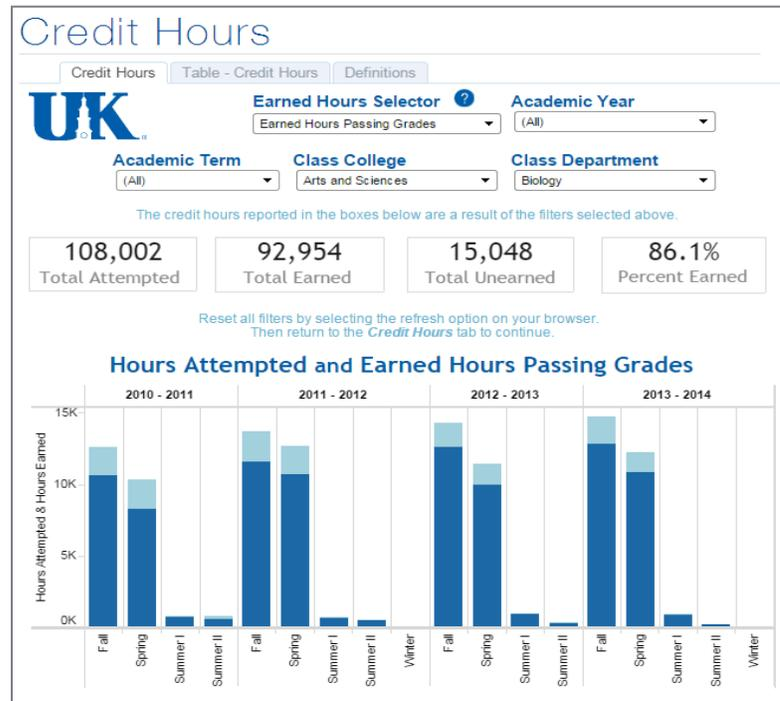 Credit Hours
Credit Hours Table - Credit Hours Definitions
UK
Earned Hours Selector ? Academic Year
Earned Hours Passing Grades (All)
Academic Term Class College Class Department
(All) Arts and Sciences Biology
The credit hours reported in the boxes below are a result of the filters selected above.
108,002 92,954 15,048 86.1%
Total Attempted Total Earned Total Unearned Percent Earned
Reset all filters by selecting the refresh option on your browser.
Then return to the Credit Hours tab to continue.
Hours Attempted and Earned Hours Passing Grades
2010 - 2011 2011 - 2012 2012 - 2013 2013 - 2014
Hours Attempted & Hours Earned
15K
10K
5K
0K
Fall Spring Summer I Summer II Fall Spring Summer I Summer II Winter Fall Spring Summer I Summer II Fall Spring Summer I Summer II Winter